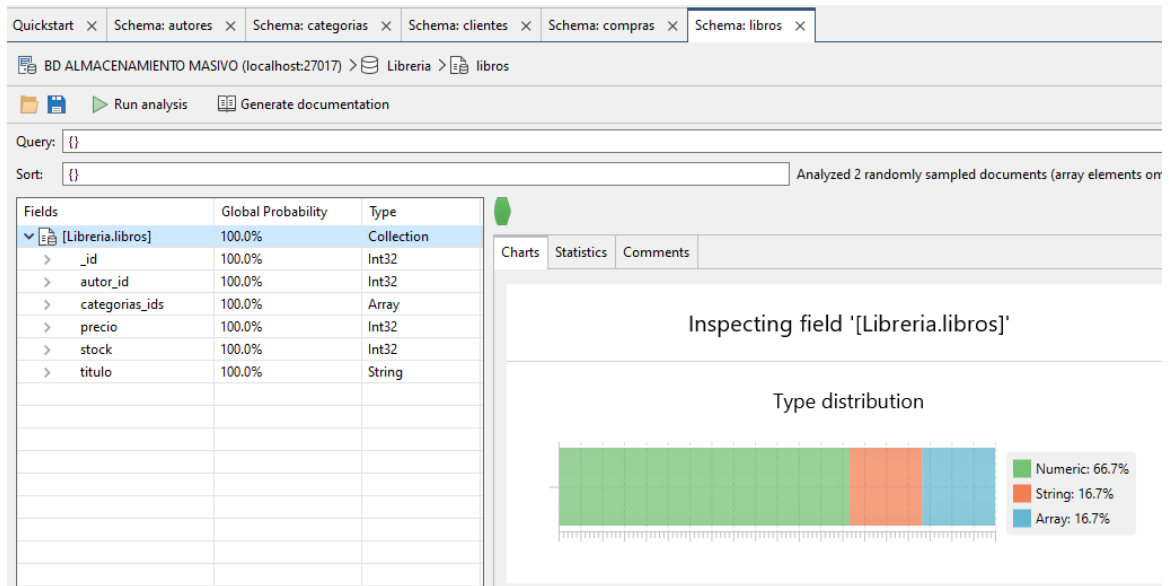 Quickstart Schema: autores Schema: categorias Schema: clientes Schema: compras Schema: libros
BD ALMACENAMIENTO MASIVO (localhost:27017) Libreria libros
Run analysis Generate documentation
Query: {}
Sort: {} Analyzed 2 randomly sampled documents (array elements om
Fields Global Probability Type
[Libreria.libros] 100.0% Collection
_id 100.0% Int32
autor_id 100.0% Int32
categorias_ids 100.0% Array
precio 100.0% Int32
stock 100.0% Int32
titulo 100.0% String
Charts Statistics Comments
Inspecting field '[Libreria.libros]'
Type distribution
Numeric: 66.7%
String: 16.7%
Array: 16.7%